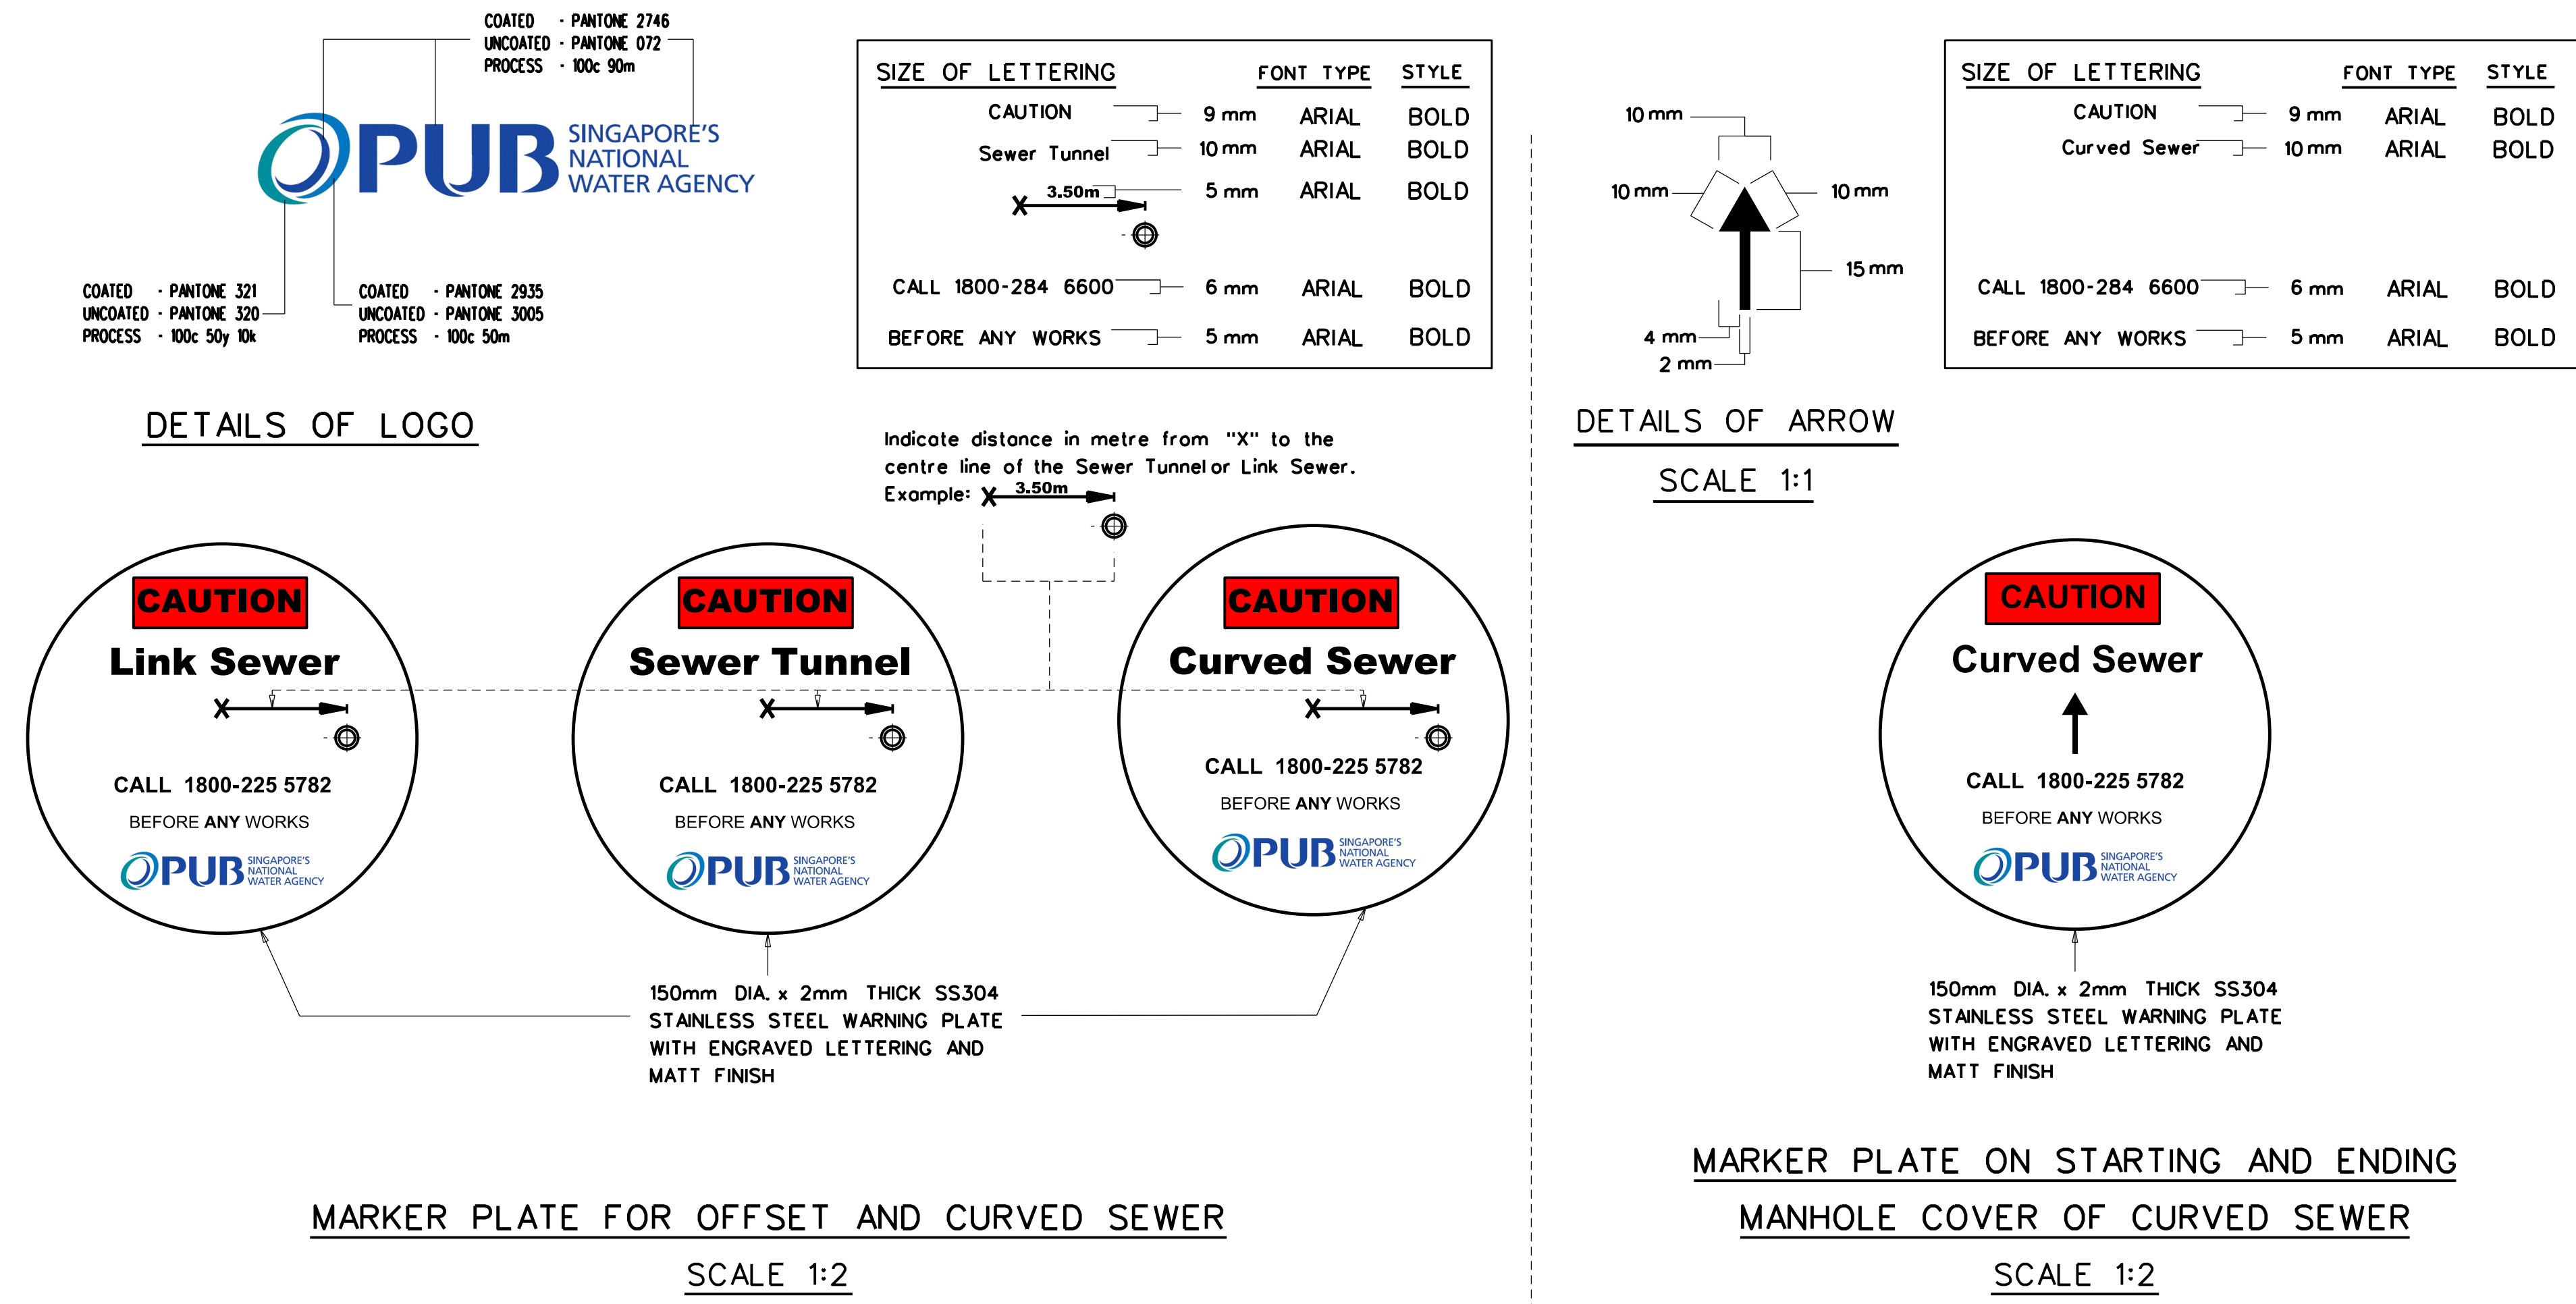 COATED - PANTONE 2746
UNCOATED - PANTONE 072
PROCESS - 100c 90m
PUB SINGAPORE'S
NATIONAL
WATER AGENCY
COATED - PANTONE 321
UNCOATED - PANTONE 320
PROCESS - 100c 50y 10k
COATED - PANTONE 2935
UNCOATED - PANTONE 3005
PROCESS - 100c 50m
DETAILS OF LOGO
SIZE OF LETTERING FONT TYPE STYLE
CAUTION 9 mm ARIAL BOLD
Sewer Tunnel 10 mm ARIAL BOLD
X 3.50m 5 mm ARIAL BOLD
CALL 1800-284 6600 6 mm ARIAL BOLD
BEFORE ANY WORKS 5 mm ARIAL BOLD
Indicate distance in metre from "X" to the
centre line of the Sewer Tunnel or Link Sewer.
Example: X 3.50m
CAUTION
Link Sewer
X
CALL 1800-225 5782
BEFORE ANY WORKS
PUB SINGAPORE'S
NATIONAL
WATER AGENCY
CAUTION
Sewer Tunnel
X
CALL 1800-225 5782
BEFORE ANY WORKS
PUB SINGAPORE'S
NATIONAL
WATER AGENCY
CAUTION
Curved Sewer
X
CALL 1800-225 5782
BEFORE ANY WORKS
PUB SINGAPORE'S
NATIONAL
WATER AGENCY
150mm DIA. x 2mm THICK SS304
STAINLESS STEEL WARNING PLATE
WITH ENGRAVED LETTERING AND
MATT FINISH
MARKER PLATE FOR OFFSET AND CURVED SEWER
SCALE 1:2
10 mm
10 mm
10 mm
15 mm
4 mm
2 mm
DETAILS OF ARROW
SCALE 1:1
SIZE OF LETTERING FONT TYPE STYLE
CAUTION 9 mm ARIAL BOLD
Curved Sewer 10 mm ARIAL BOLD
CALL 1800-284 6600 6 mm ARIAL BOLD
BEFORE ANY WORKS 5 mm ARIAL BOLD
CAUTION
Curved Sewer
CALL 1800-225 5782
BEFORE ANY WORKS
PUB SINGAPORE'S
NATIONAL
WATER AGENCY
150mm DIA. x 2mm THICK SS304
STAINLESS STEEL WARNING PLATE
WITH ENGRAVED LETTERING AND
MATT FINISH
MARKER PLATE ON STARTING AND ENDING
MANHOLE COVER OF CURVED SEWER
SCALE 1:2